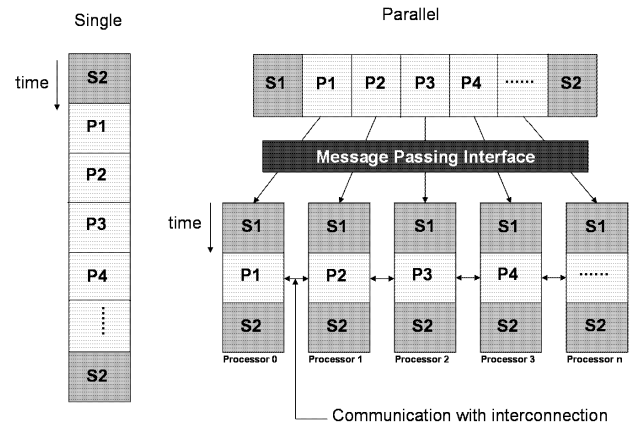 Single
time
S2
P1
P2
P3
P4
......
S2
Parallel
S1 P1 P2 P3 P4 ...... S2
Message Passing Interface
time
S1 S1 S1 S1 S1
P1 P2 P3 P4 ......
S2 S2 S2 S2 S2
Processor 0 Processor 1 Processor 2 Processor 3 Processor n
Communication with interconnection